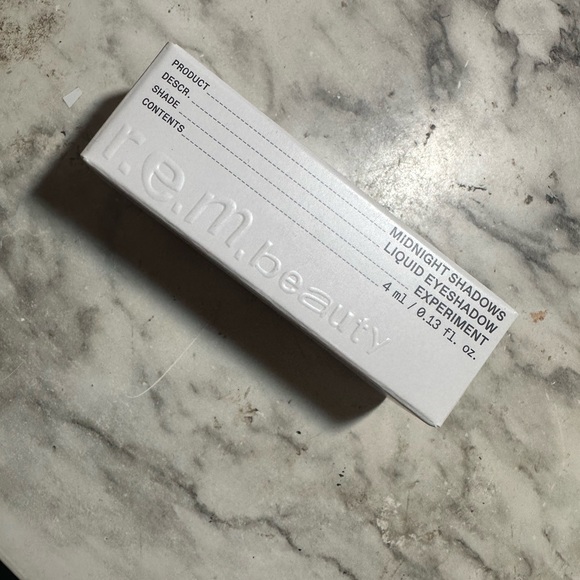 PRODUCT MIDNIGHT SHADOWS
DESCR. LIQUID EYESHADOW
SHADE EXPERIMENT
CONTENTS 4 ml / 0.13 fl. oz.
r.e.m.beauty